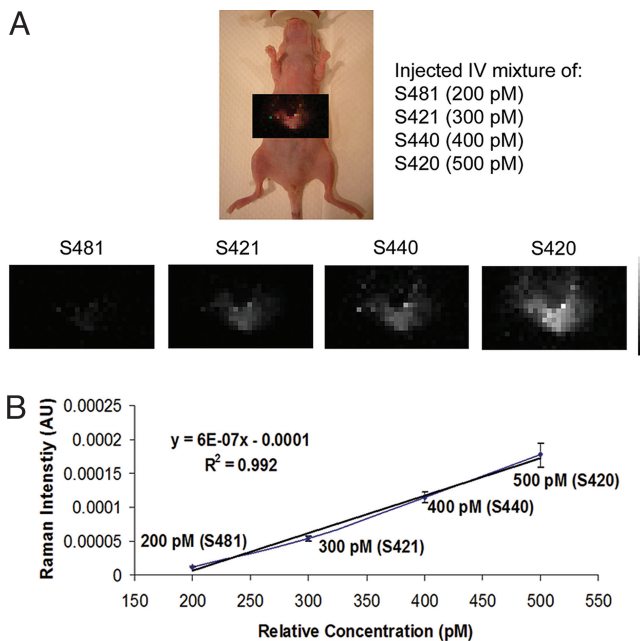 A
Injected IV mixture of:
S481 (200 pM)
S421 (300 pM)
S440 (400 pM)
S420 (500 pM)
S481
S421
S440
S420
B
Raman Intenstiy (AU)
0.00025
0.0002
0.00015
0.0001
0.00005
0
y = 6E-07x - 0.0001
R² = 0.992
200 pM (S481)
300 pM (S421)
400 pM (S440)
500 pM (S420)
150 200 250 300 350 400 450 500 550
Relative Concentration (pM)